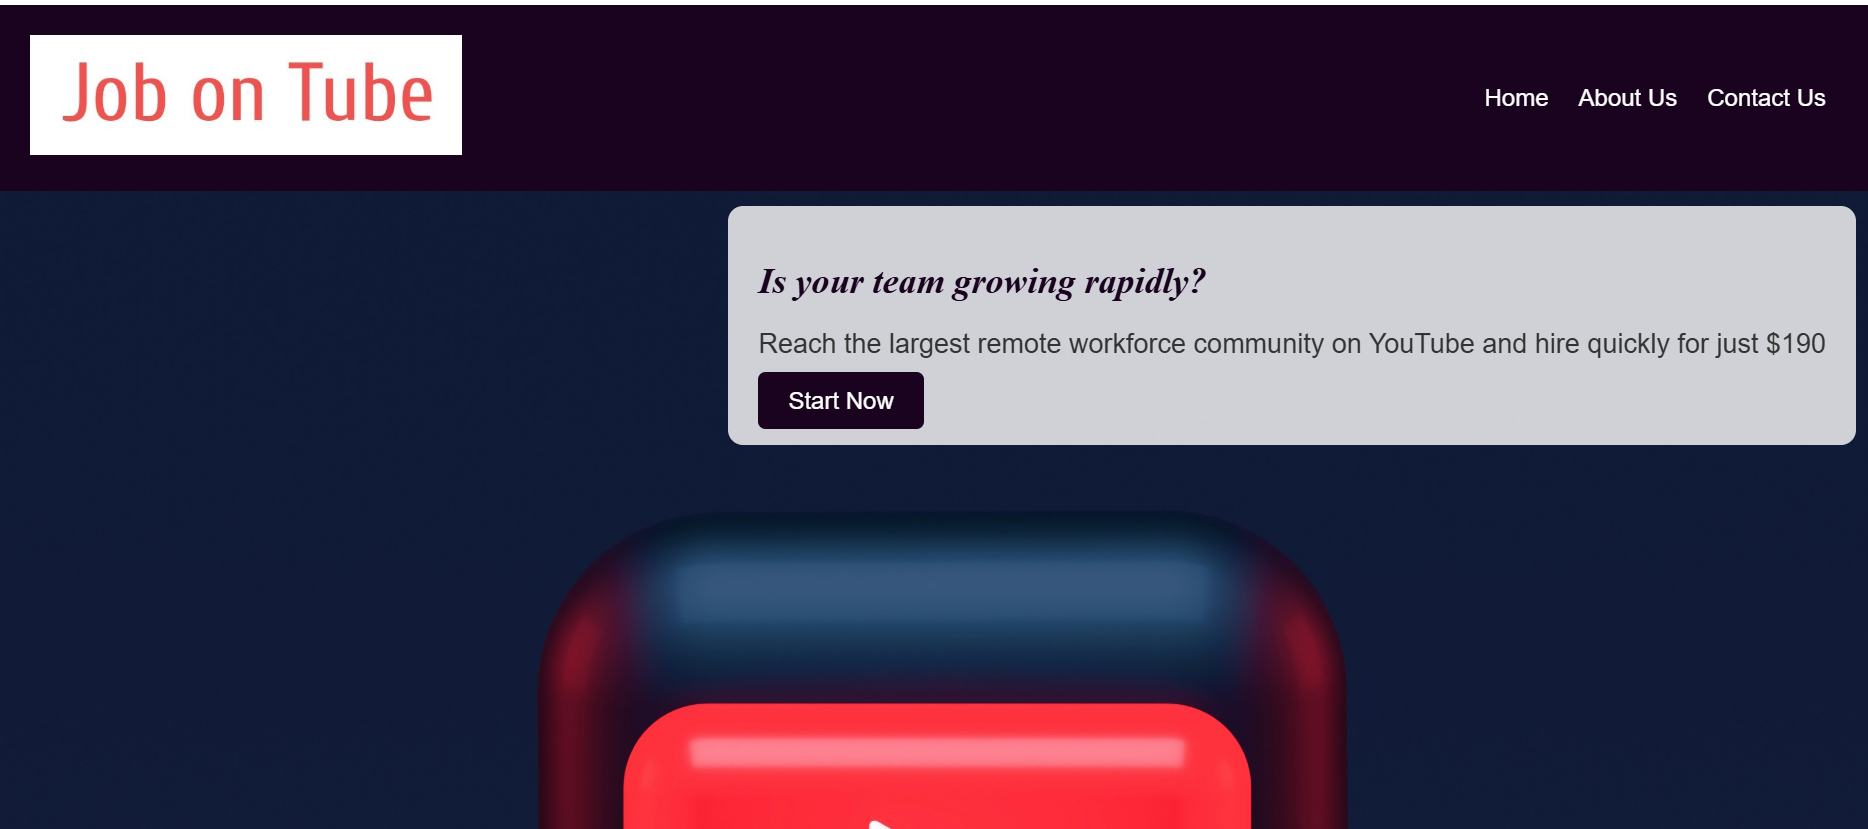 Job on Tube
Home About Us Contact Us
Is your team growing rapidly?
Reach the largest remote workforce community on YouTube and hire quickly for just $190
Start Now